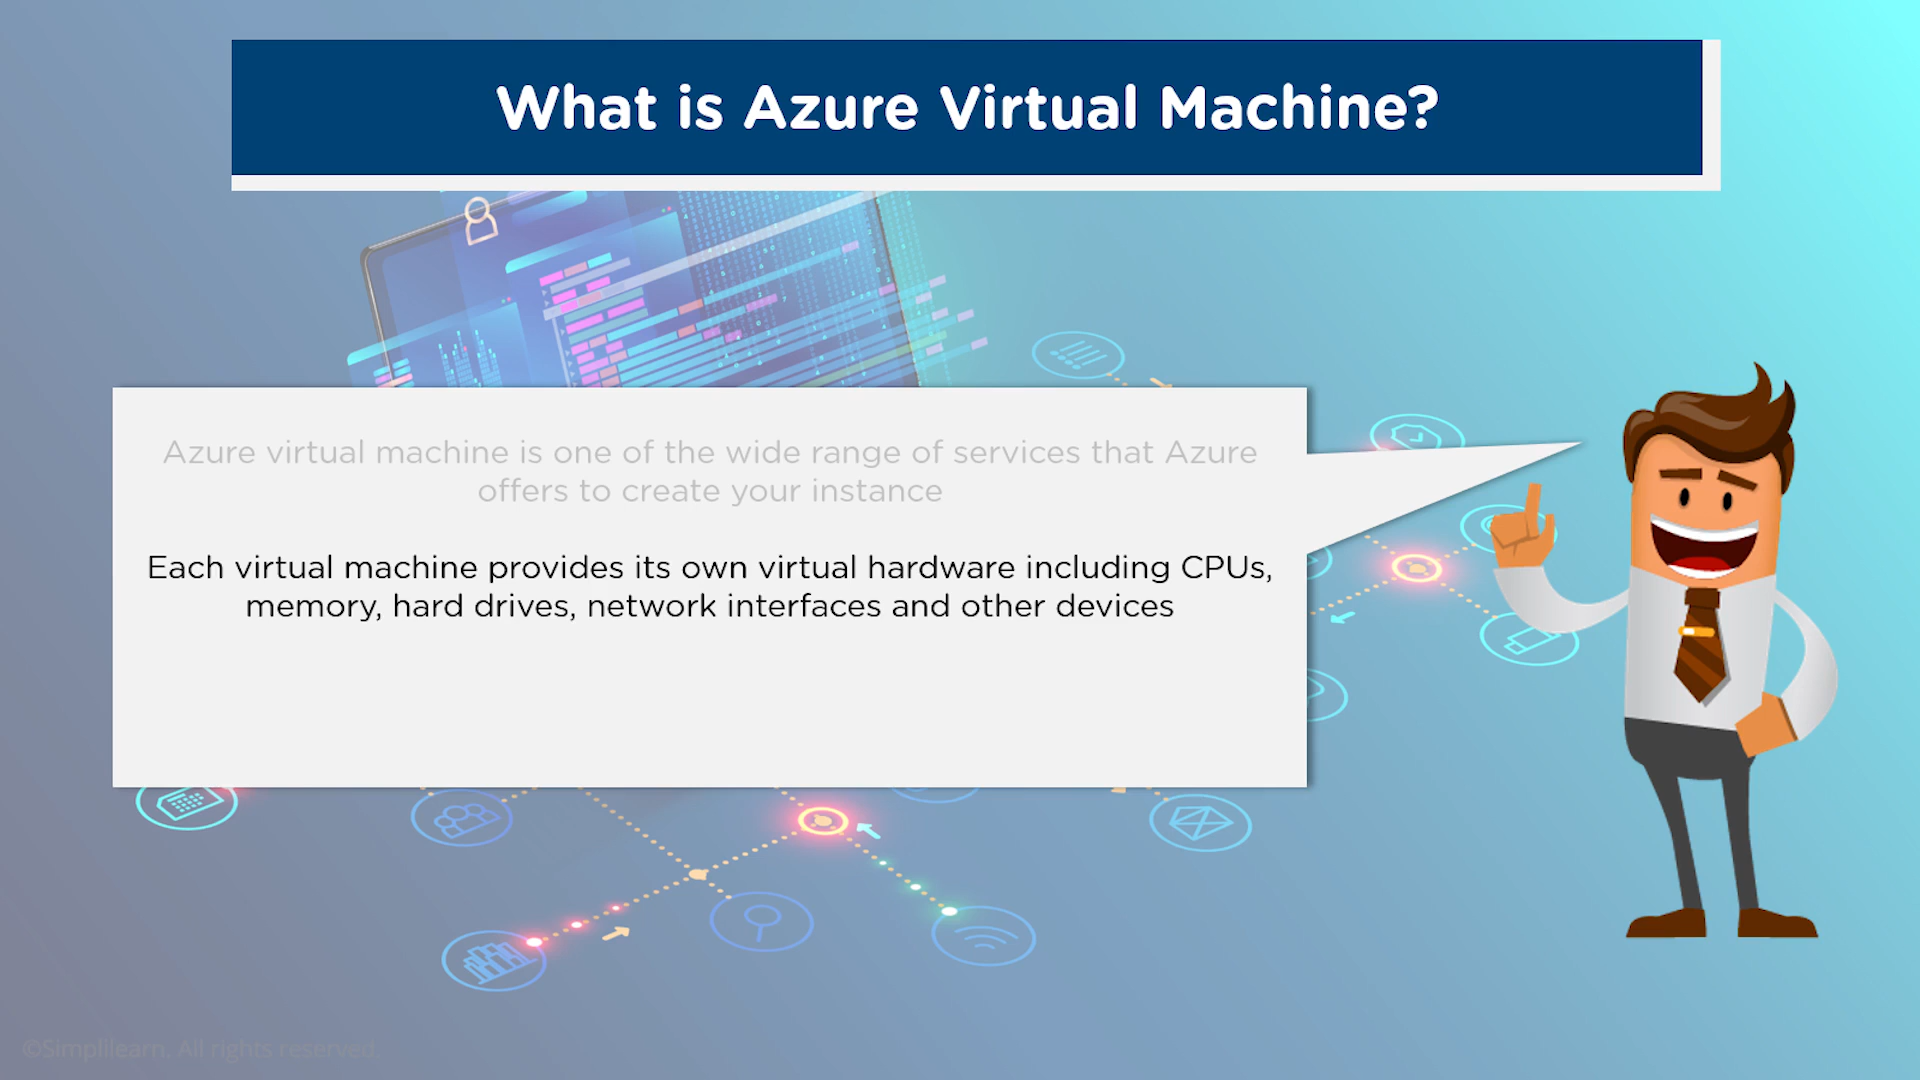 What is Azure Virtual Machine?
Azure virtual machine is one of the wide range of services that Azure
offers to create your instance
Each virtual machine provides its own virtual hardware including CPUs,
memory, hard drives, network interfaces and other devices
©Simplilearn. All rights reserved.